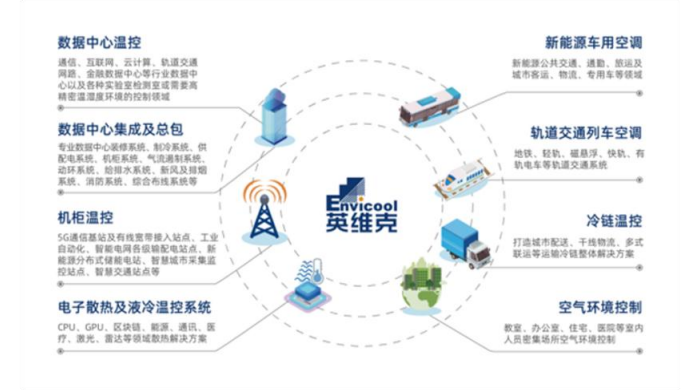 数据中心温控
通信、互联网、云计算、轨道交通
网路、金融数据中心等行业数据中
心以及各种实验室检测室或需要高
精密温湿度环境的控制领域
数据中心集成及总包
专业数据中心装修系统、制冷系统、供
配电系统、机柜系统、气流遏制系统、
动环系统、给排水系统、新风及排烟
系统、消防系统、综合布线系统等
机柜温控
5G通信基站及有线宽带接入站点、工业
自动化、智能电网各级输配电站点、新
能源分布式储能电站、智慧城市采集监
控站点、智慧交通站点等
电子散热及液冷温控系统
CPU、GPU、区块链、能源、通讯、医
疗、激光、雷达等领域散热解决方案
Envicool
英维克
新能源车用空调
新能源公共交通、通勤、旅运及
城市客运、物流、专用车等领域
轨道交通列车空调
地铁、轻轨、磁悬浮、快轨、有
轨电车等轨道交通系统
冷链温控
打造城市配送、干线物流、多式
联运等运输冷链整体解决方案
空气环境控制
教室、办公室、住宅、医院等室内
人员密集场所空气环境控制